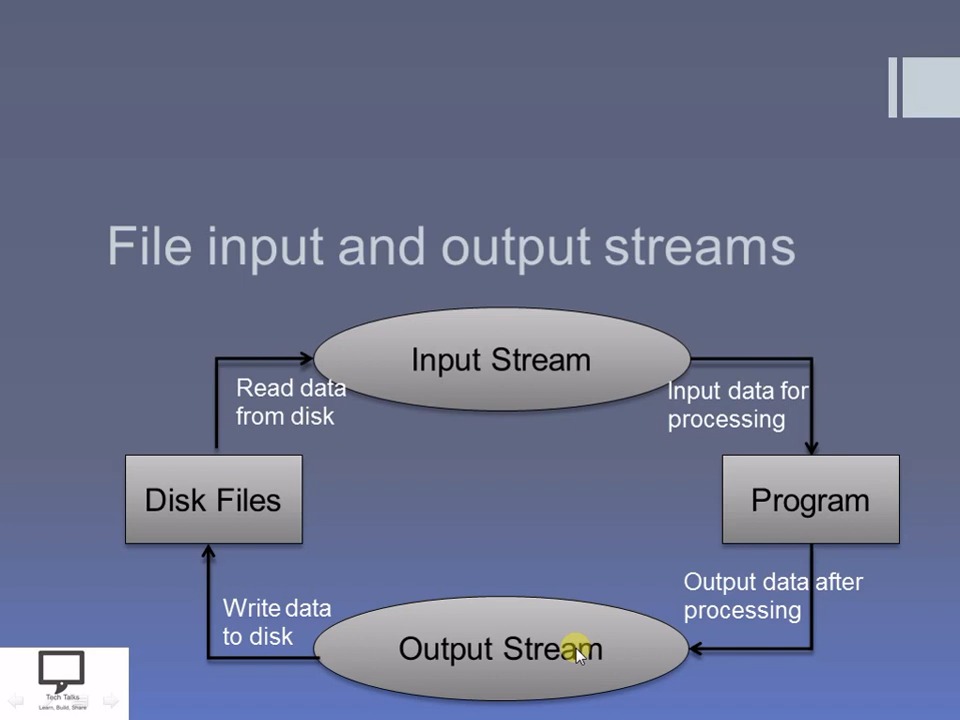 File input and output streams
Input Stream
Read data
from disk
Input data for
processing
Disk Files
Program
Write data
to disk
Output data after
processing
Output Stream
Tech Talks
Learn, Build, Share